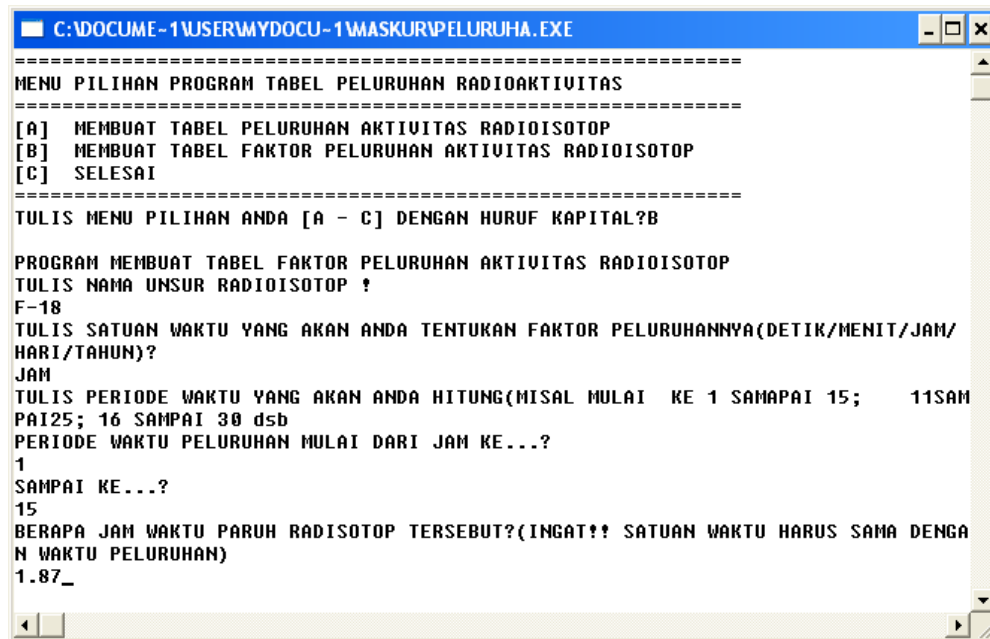 C:\DOCUME~1\USER\MYDOCU~1\MASKUR\PELURUHA.EXE
=============================================================
MENU PILIHAN PROGRAM TABEL PELURUHAN RADIOAKTIVITAS
=============================================================
[A]  MEMBUAT TABEL PELURUHAN AKTIVITAS RADIOISOTOP
[B]  MEMBUAT TABEL FAKTOR PELURUHAN AKTIVITAS RADIOISOTOP
[C]  SELESAI
=============================================================
TULIS MENU PILIHAN ANDA [A - C] DENGAN HURUF KAPITAL?B
PROGRAM MEMBUAT TABEL FAKTOR PELURUHAN AKTIVITAS RADIOISOTOP
TULIS NAMA UNSUR RADIOISOTOP !
F-18
TULIS SATUAN WAKTU YANG AKAN ANDA TENTUKAN FAKTOR PELURUHANNYA(DETIK/MENIT/JAM/
HARI/TAHUN)?
JAM
TULIS PERIODE WAKTU YANG AKAN ANDA HITUNG(MISAL MULAI  KE 1 SAMAPAI 15;    11SAM
PAI25; 16 SAMPAI 30 dsb
PERIODE WAKTU PELURUHAN MULAI DARI JAM KE...?
1
SAMPAI KE...?
15
BERAPA JAM WAKTU PARUH RADISOTOP TERSEBUT?(INGAT!! SATUAN WAKTU HARUS SAMA DENGA
N WAKTU PELURUHAN)
1.87_